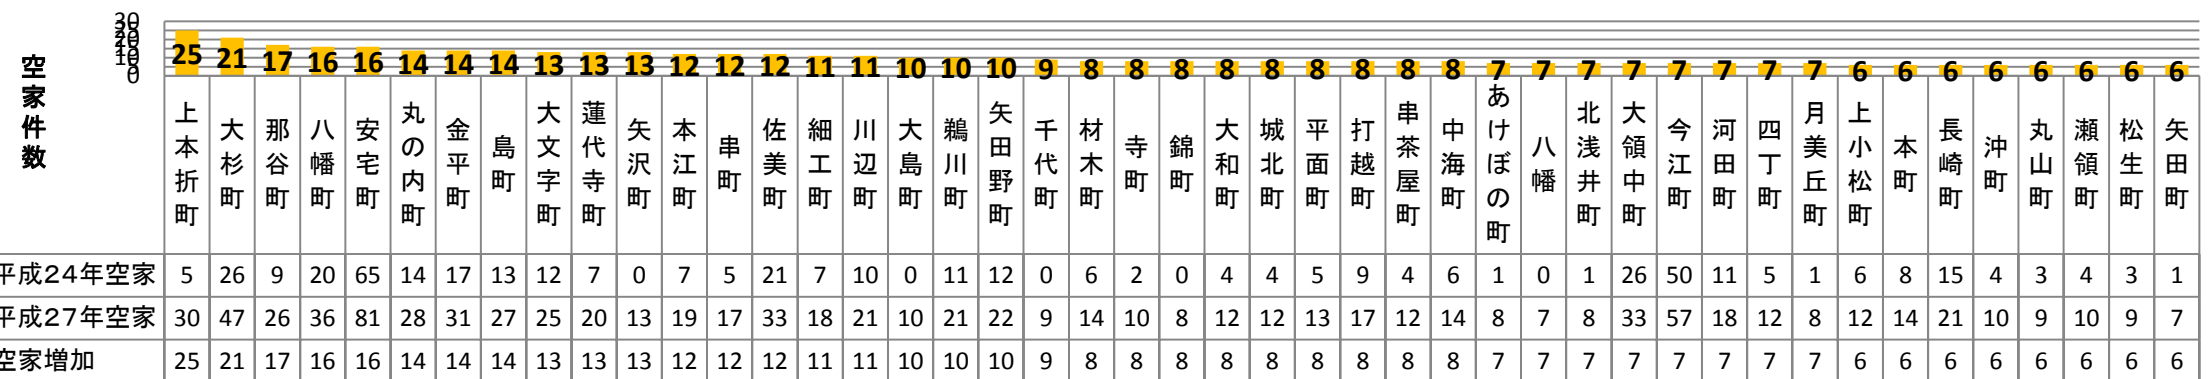 30
25
20
15
10
5
0
空家件数
25 21 17 16 16 14 14 14 13 13 13 12 12 12 11 11 10 10 10 9 8 8 8 8 8 8 8 8 8 7 7 7 7 7 7 7 7 6 6 6 6 6 6 6 6
上本折町 大杉町 那谷町 八幡町 安宅町 丸の内町 金平町 島町 大文字町 蓮代寺町 矢沢町 本江町 串町 佐美町 細工町 川辺町 大島町 鵜川町 矢田野町 千代町 材木町 寺町 錦町 大和町 城北町 平面町 打越町 串茶屋町 中海町 あけぼの町 八幡 北浅井町 大領中町 今江町 河田町 四丁町 月美丘町 上小松町 本町 長崎町 沖町 丸山町 瀬領町 松生町 矢田町
平成24年空家 5 26 9 20 65 14 17 13 12 7 0 7 5 21 7 10 0 11 12 0 6 2 0 4 4 5 9 4 6 1 0 1 26 50 11 5 1 6 8 15 4 3 4 3 1
平成27年空家 30 47 26 36 81 28 31 27 25 20 13 19 17 33 18 21 10 21 22 9 14 10 8 12 12 13 17 12 14 8 7 8 33 57 18 12 8 12 14 21 10 9 10 9 7
空家増加 25 21 17 16 16 14 14 14 13 13 13 12 12 12 11 11 10 10 10 9 8 8 8 8 8 8 8 8 8 7 7 7 7 7 7 7 7 6 6 6 6 6 6 6 6